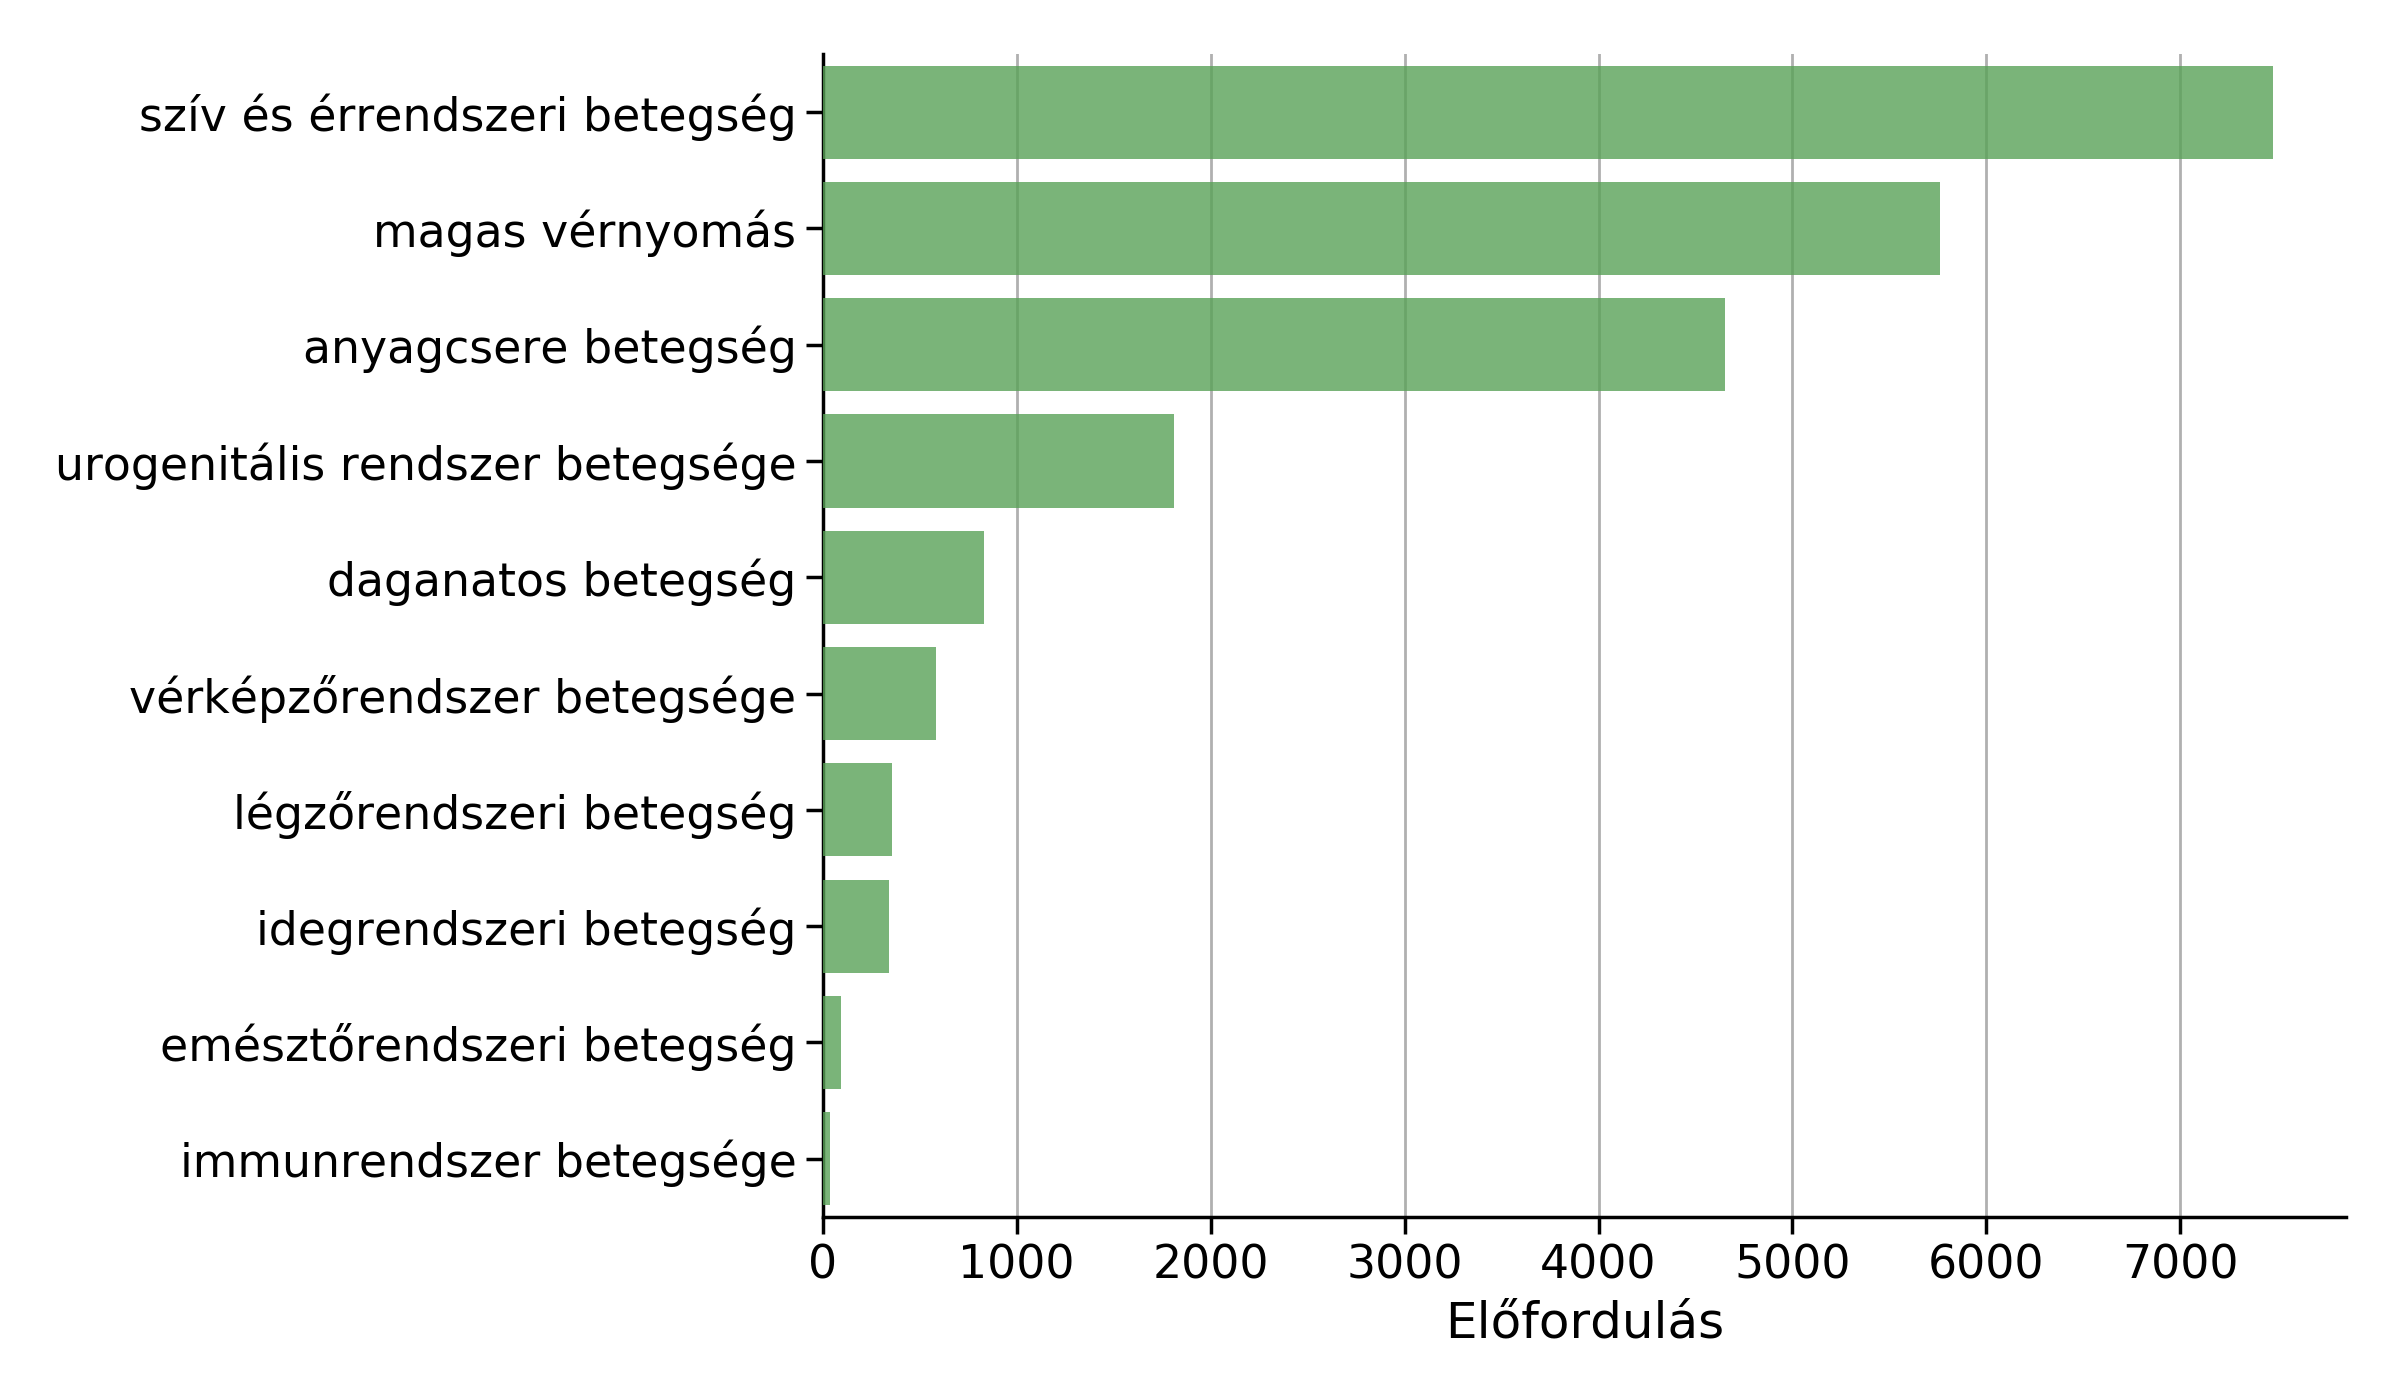 szív és érrendszeri betegség
magas vérnyomás
anyagcsere betegség
urogenitális rendszer betegsége
daganatos betegség
vérképzőrendszer betegsége
légzőrendszeri betegség
idegrendszeri betegség
emésztőrendszeri betegség
immunrendszer betegsége
0 1000 2000 3000 4000 5000 6000 7000
Előfordulás